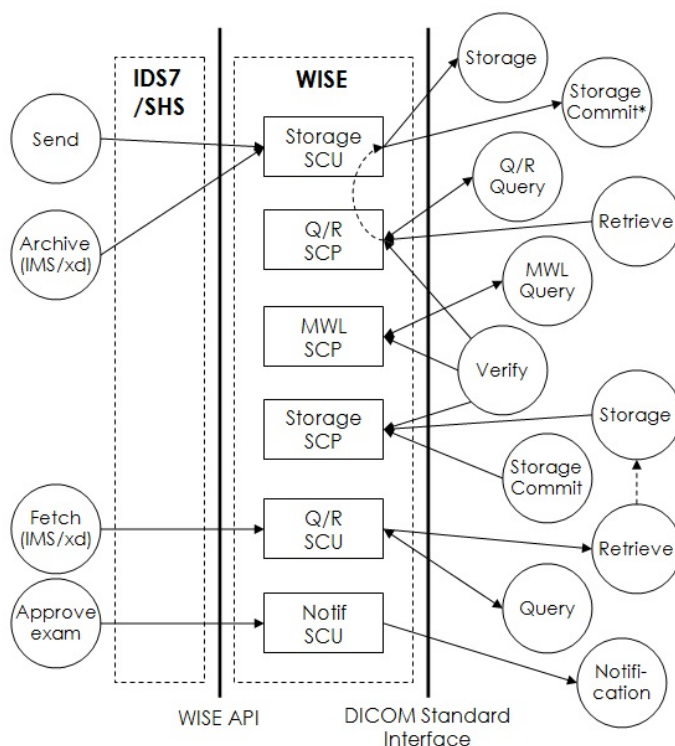 IDS7
/SHS
WISE
Storage
Storage
Commit*
Send
Storage
SCU
Q/R
Query
Archive
(IMS/xd)
Q/R
SCP
Retrieve
MWL
Query
MWL
SCP
Verify
Storage
SCP
Storage
Storage
Commit
Fetch
(IMS/xd)
Q/R
SCU
Retrieve
Approve
exam
Notif
SCU
Query
Notifi-
cation
WISE API
DICOM Standard
Interface